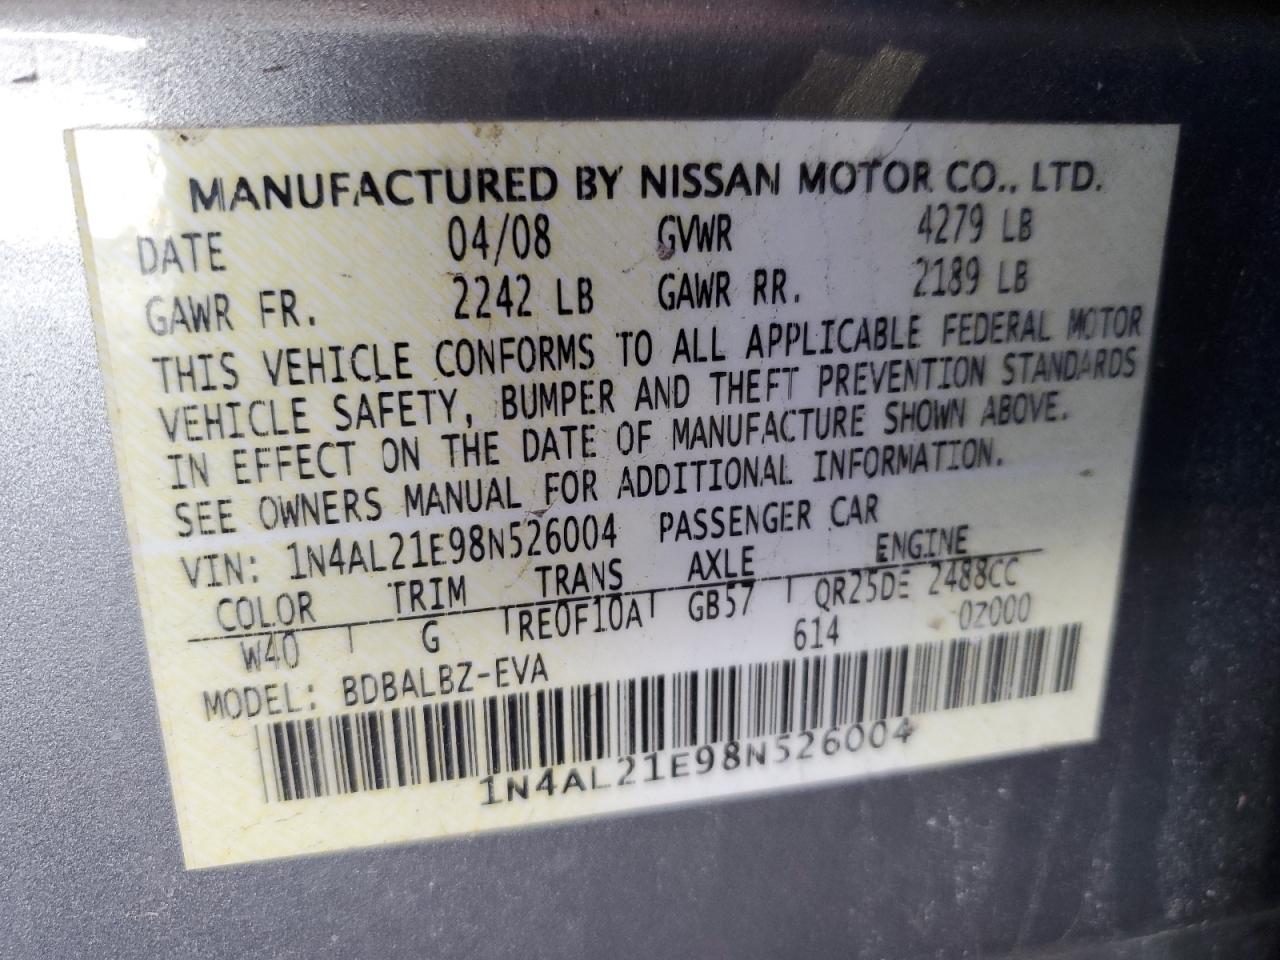 MANUFACTURED BY NISSAN MOTOR CO., LTD.
DATE 04/08 GVWR 4279 LB
GAWR FR. 2242 LB GAWR RR. 2189 LB
THIS VEHICLE CONFORMS TO ALL APPLICABLE FEDERAL MOTOR
VEHICLE SAFETY, BUMPER AND THEFT PREVENTION STANDARDS
IN EFFECT ON THE DATE OF MANUFACTURE SHOWN ABOVE.
SEE OWNERS MANUAL FOR ADDITIONAL INFORMATION.
VIN: 1N4AL21E98N526004 PASSENGER CAR
COLOR TRIM TRANS AXLE ENGINE
W40 G RE0F10A GB57 QR25DE 2488CC
614 0Z000
MODEL: BDBALBZ-EVA
1N4AL21E98N526004